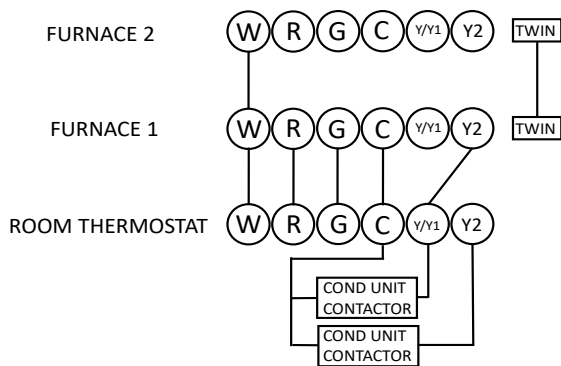 FURNACE 2 W R G C Y/Y1 Y2 TWIN
FURNACE 1 W R G C Y/Y1 Y2 TWIN
ROOM THERMOSTAT W R G C Y/Y1 Y2
COND UNIT
CONTACTOR
COND UNIT
CONTACTOR